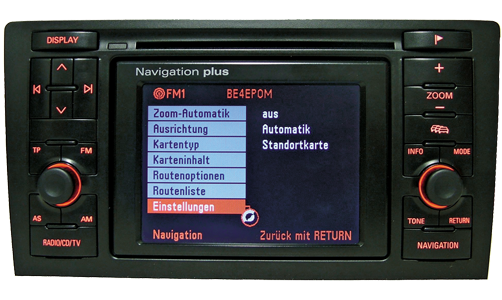 DISPLAY
Navigation plus
ZOOM
FM1 BE4EPOM
Zoom-Automatik aus
Ausrichtung Automatik
Kartentyp Standortkarte
Karteninhalt
Routenoptionen
Routenliste
Einstellungen
Navigation Zurück mit RETURN
TP FM
INFO MODE
AS AM
TONE RETURN
RADIO/CD/TV
NAVIGATION